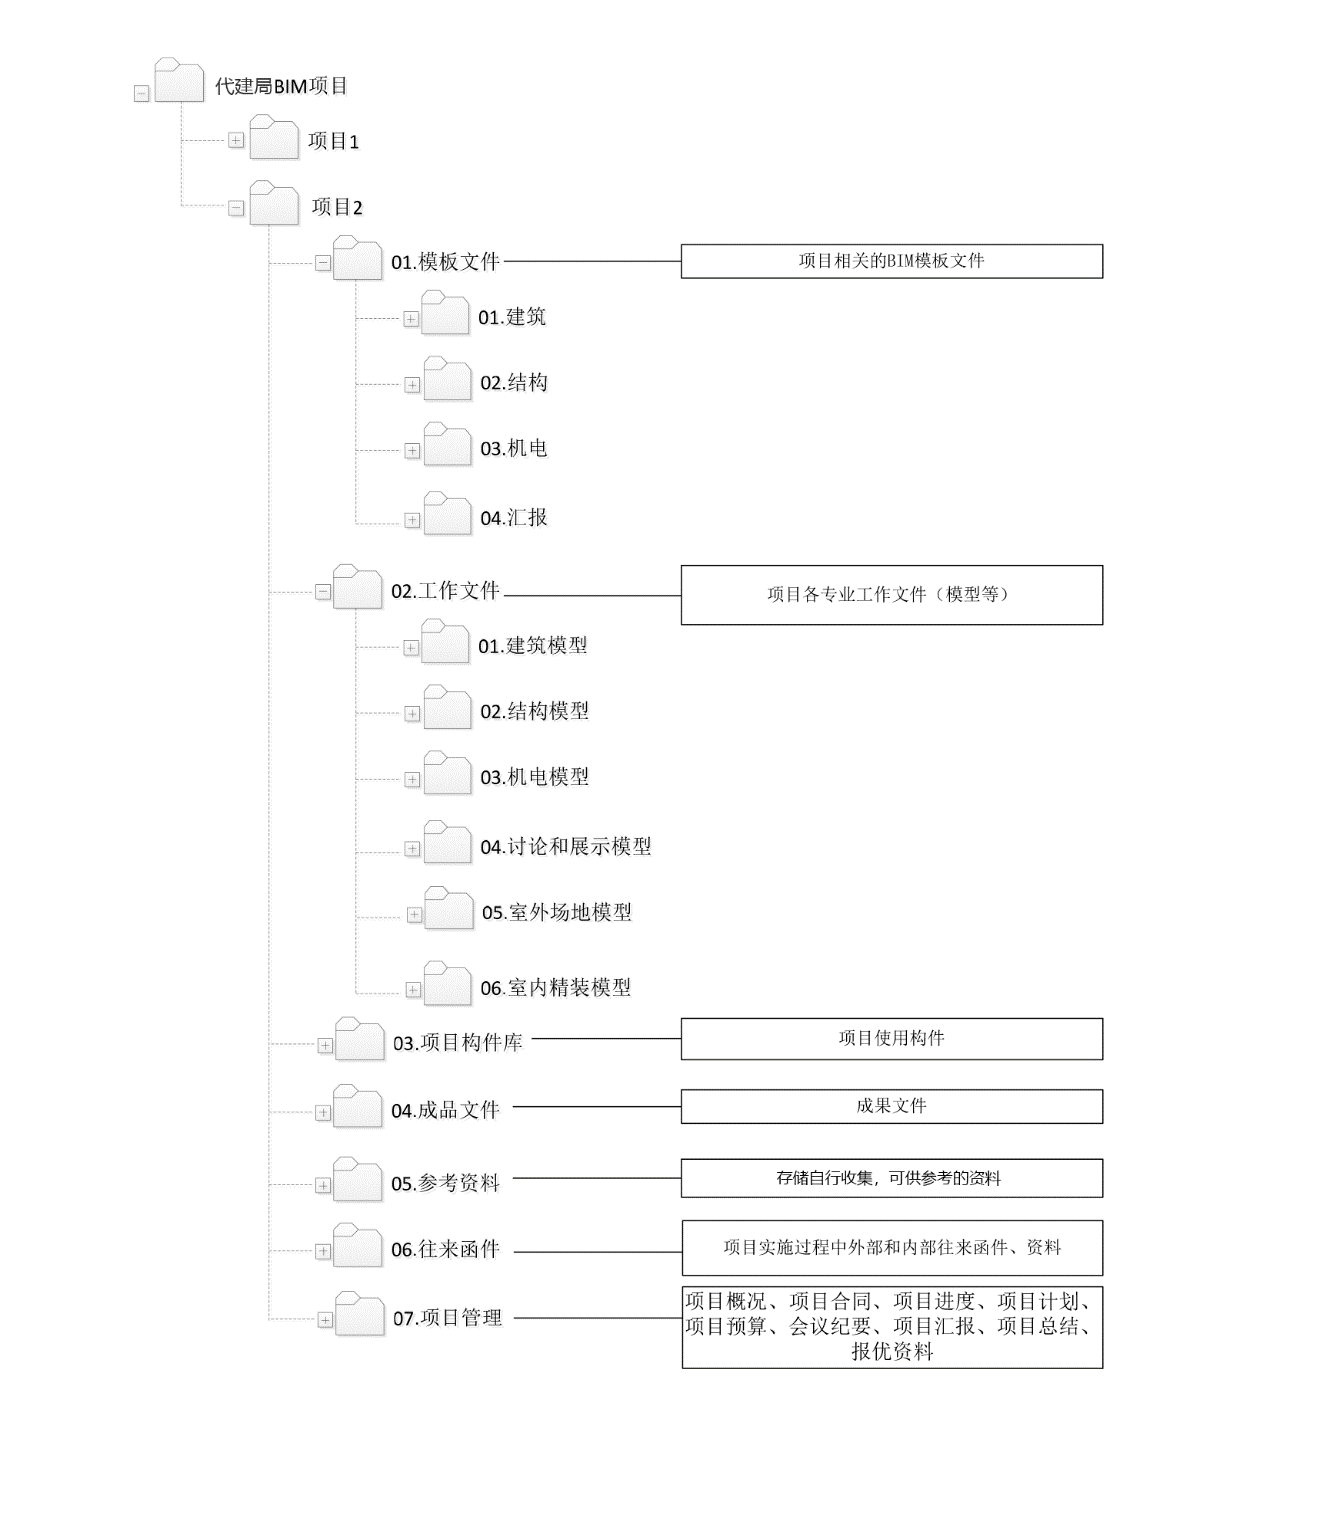 代建局BIM项目
项目1
项目2
01.模板文件
项目相关的BIM模板文件
01.建筑
02.结构
03.机电
04.汇报
02.工作文件
项目各专业工作文件（模型等）
01.建筑模型
02.结构模型
03.机电模型
04.讨论和展示模型
05.室外场地模型
06.室内精装模型
03.项目构件库
项目使用构件
04.成品文件
成果文件
05.参考资料
存储自行收集，可供参考的资料
06.往来函件
项目实施过程中外部和内部往来函件、资料
07.项目管理
项目概况、项目合同、项目进度、项目计划、
项目预算、会议纪要、项目汇报、项目总结、
报优资料